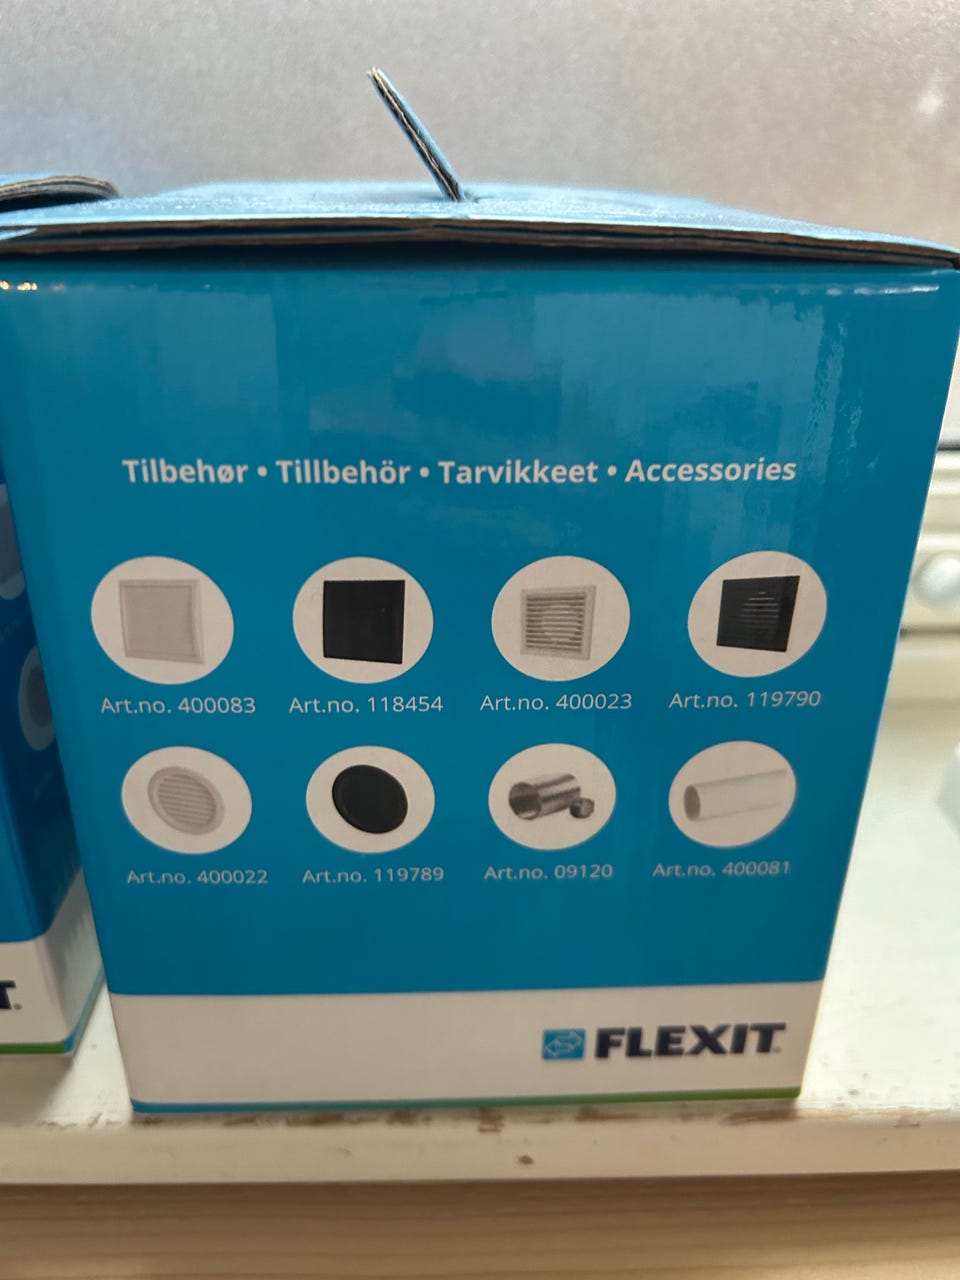 Tilbehør • Tillbehör • Tarvikkeet • Accessories
Art.no. 400083 Art.no. 118454 Art.no. 400023 Art.no. 119790
Art.no. 400022 Art.no. 119789 Art.no. 09120 Art.no. 400081
FLEXIT
T.